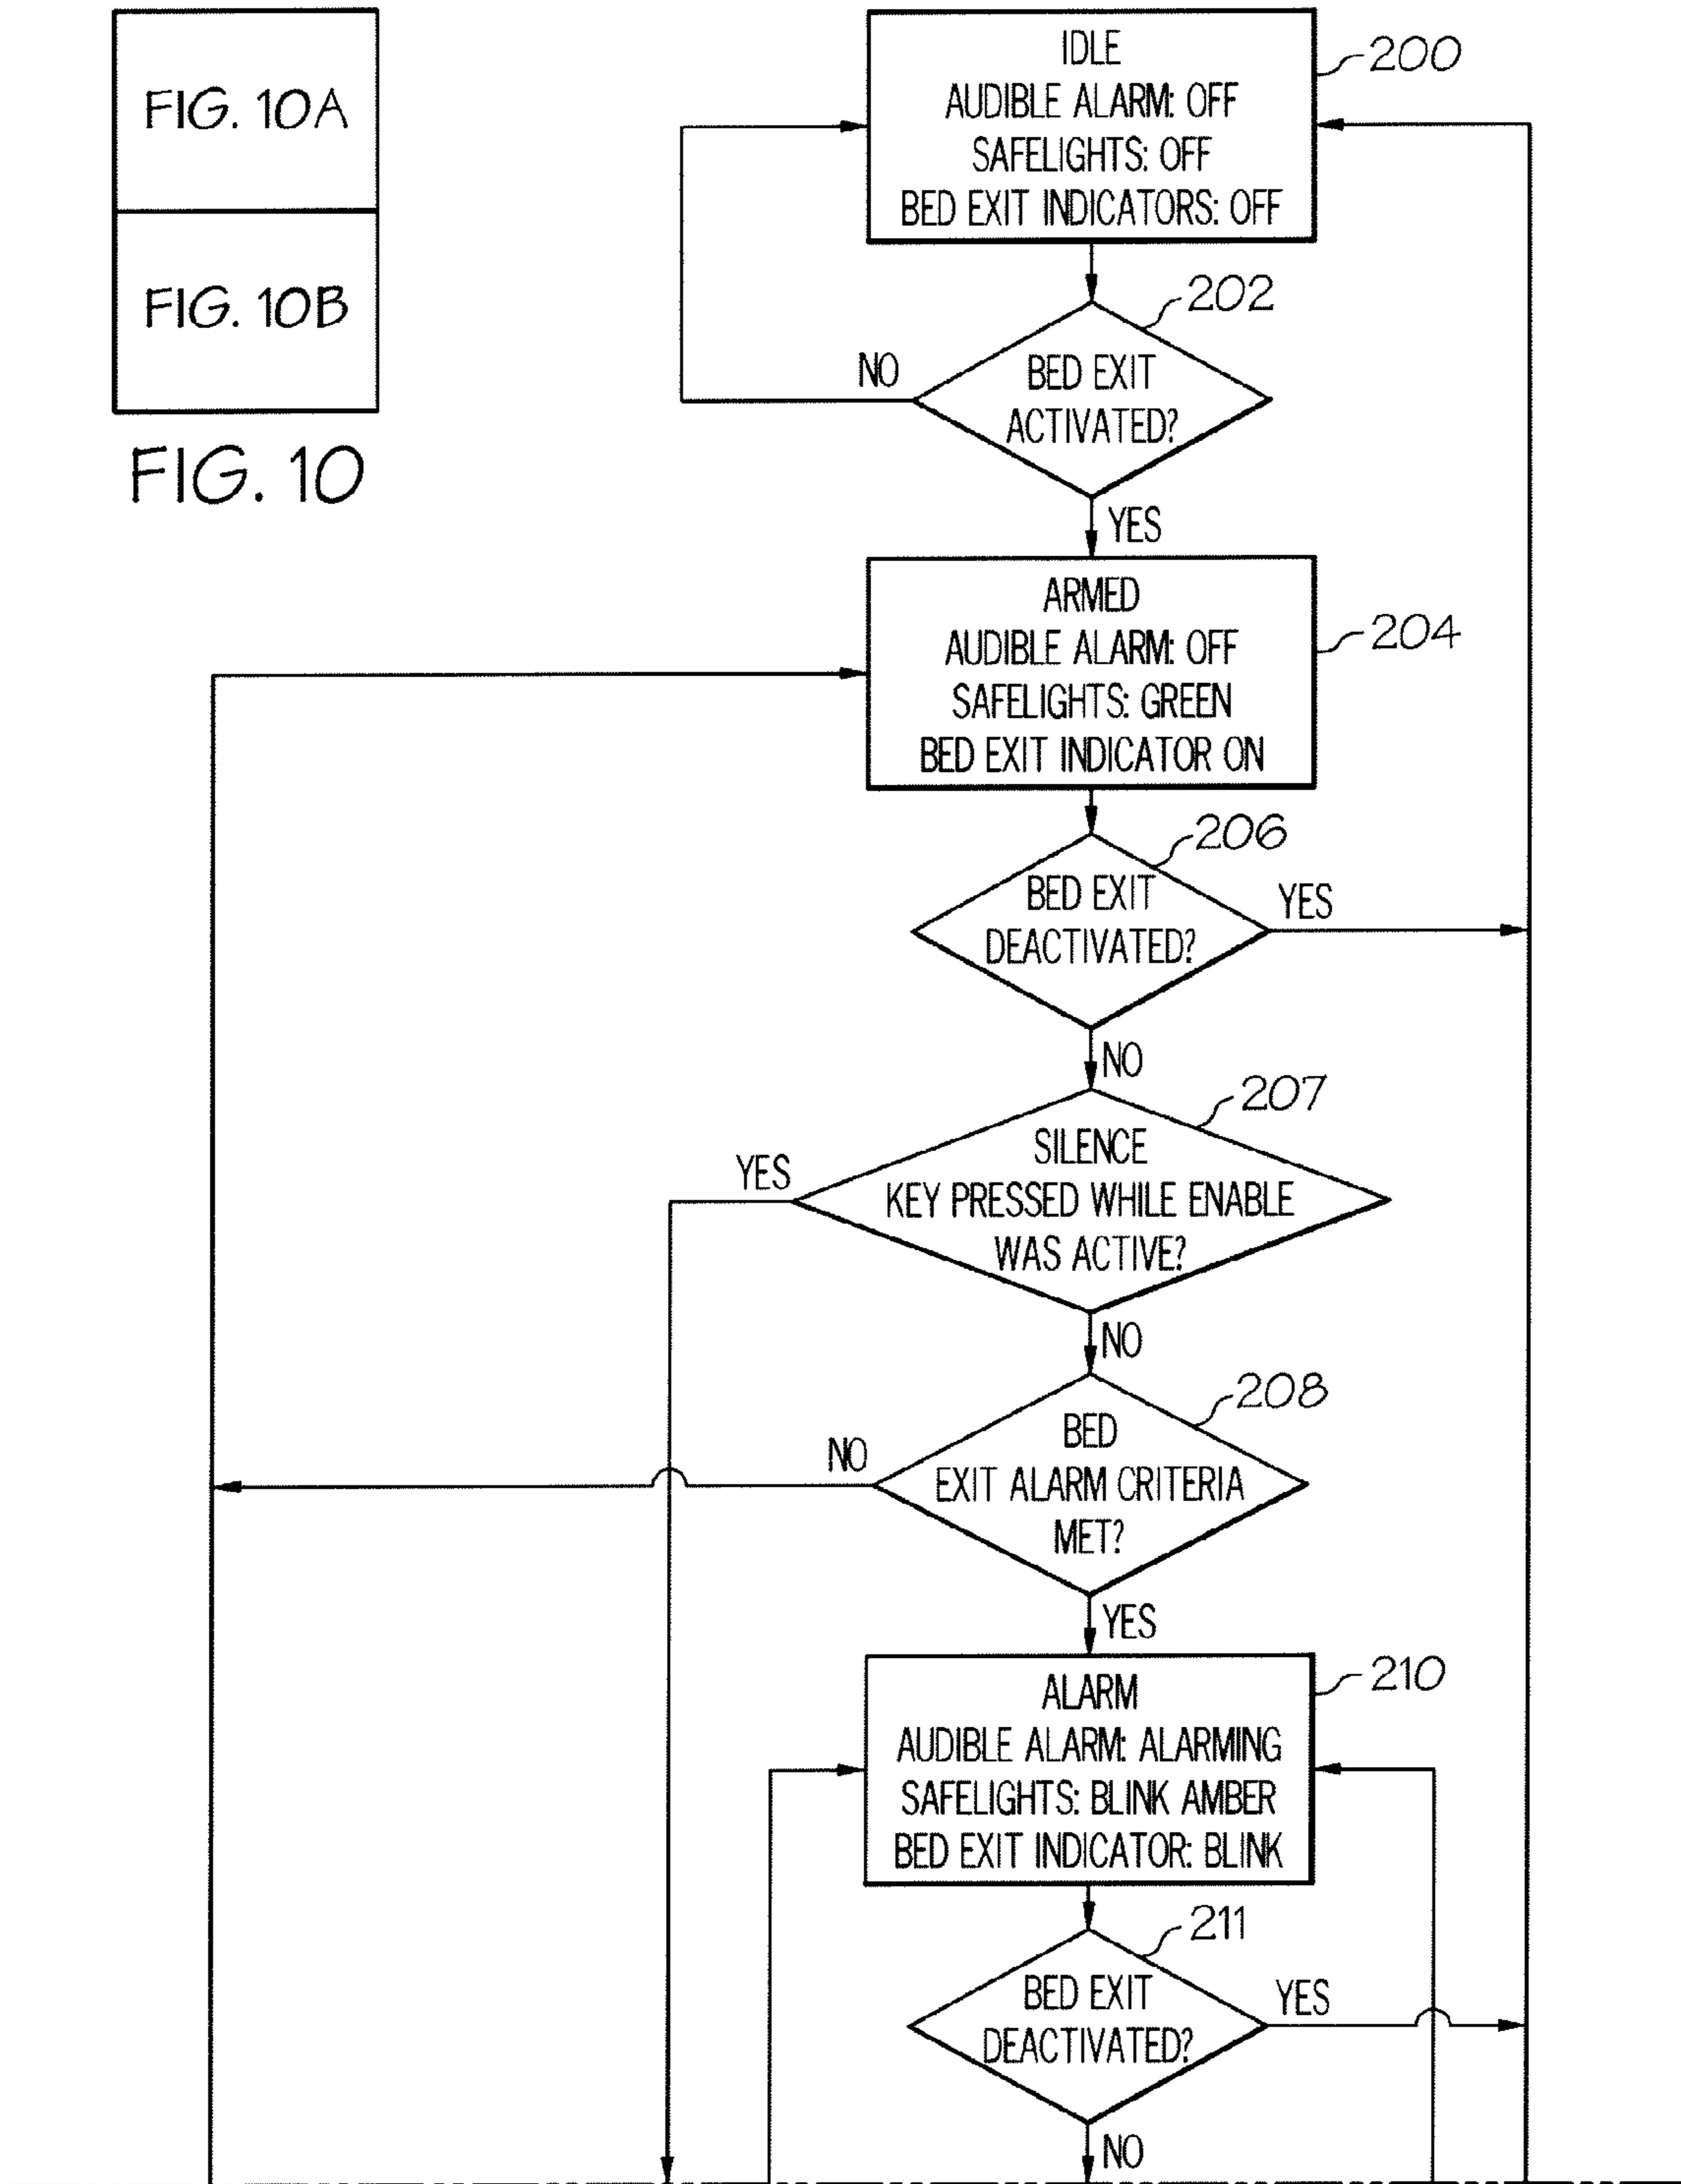 FIG. 10A
FIG. 10B
FIG. 10
IDLE
AUDIBLE ALARM: OFF
SAFELIGHTS: OFF
BED EXIT INDICATORS: OFF
200
202
BED EXIT
ACTIVATED?
NO
YES
ARMED
AUDIBLE ALARM: OFF
SAFELIGHTS: GREEN
BED EXIT INDICATOR ON
204
206
BED EXIT
DEACTIVATED?
YES
NO
207
SILENCE
KEY PRESSED WHILE ENABLE
WAS ACTIVE?
YES
NO
208
BED
EXIT ALARM CRITERIA
MET?
NO
YES
ALARM
AUDIBLE ALARM: ALARMING
SAFELIGHTS: BLINK AMBER
BED EXIT INDICATOR: BLINK
210
211
BED EXIT
DEACTIVATED?
YES
NO